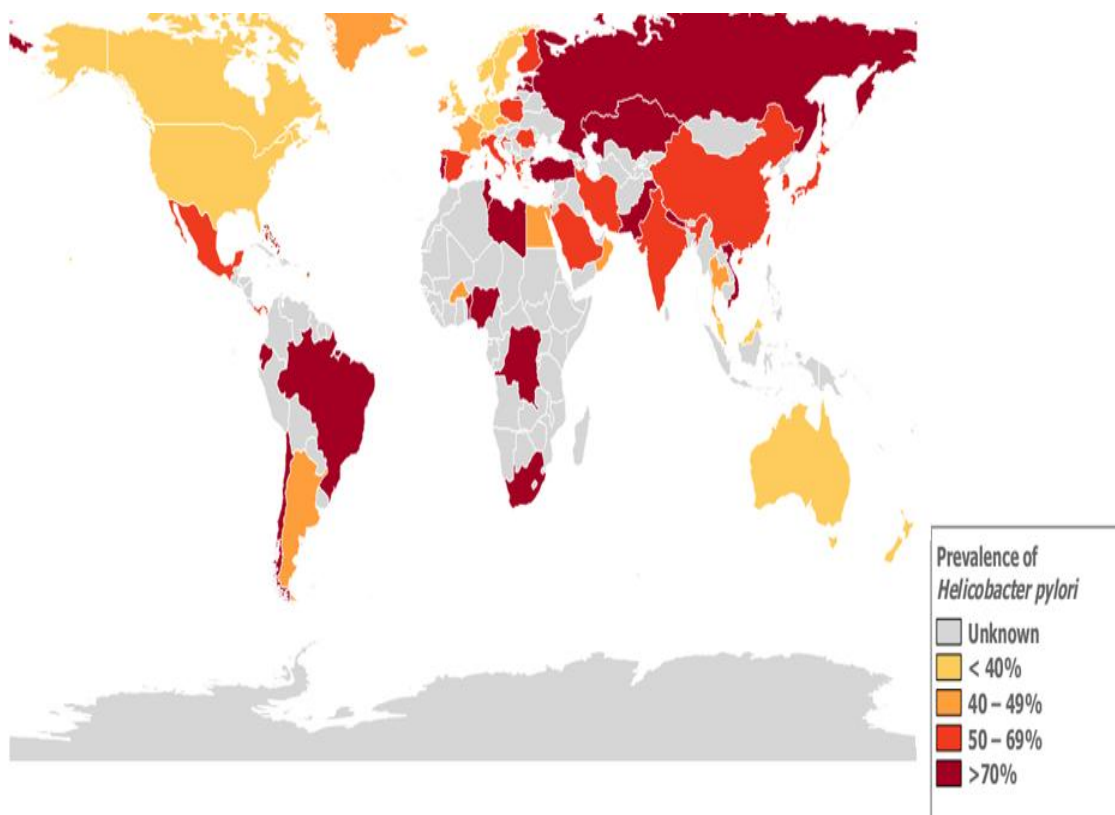 Prevalence of
Helicobacter pylori
Unknown
< 40%
40 – 49%
50 – 69%
>70%